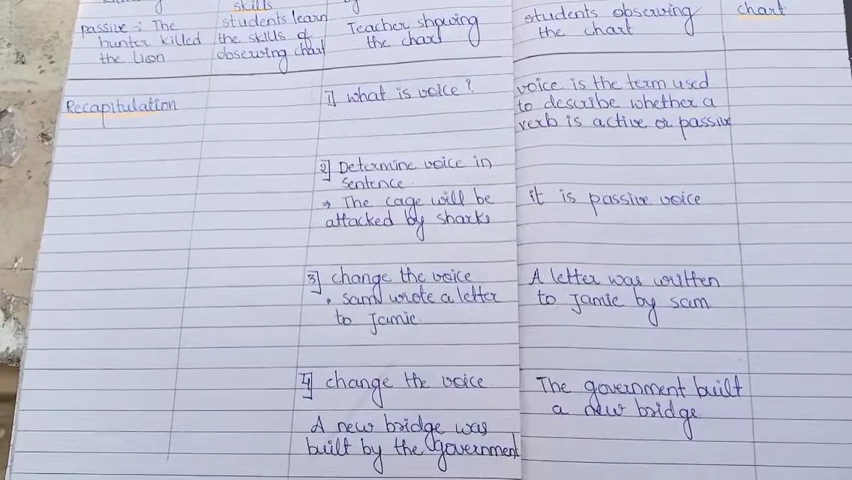 skills
passive :- The
hunter killed
the Lion
students learn
the skills of
observing chart
Teacher showing
the chart
students observing
the chart
chart
Recapitulation
1] what is voice?
voice is the term used
to describe whether a
verb is active or passive
2] Determine voice in
sentence
→ The cage will be
attacked by sharks
it is passive voice
3] change the voice
• sam wrote a letter
to Jamie
A letter was written
to Jamie by sam
4] change the voice
A new bridge was
built by the government
The government built
a new bridge